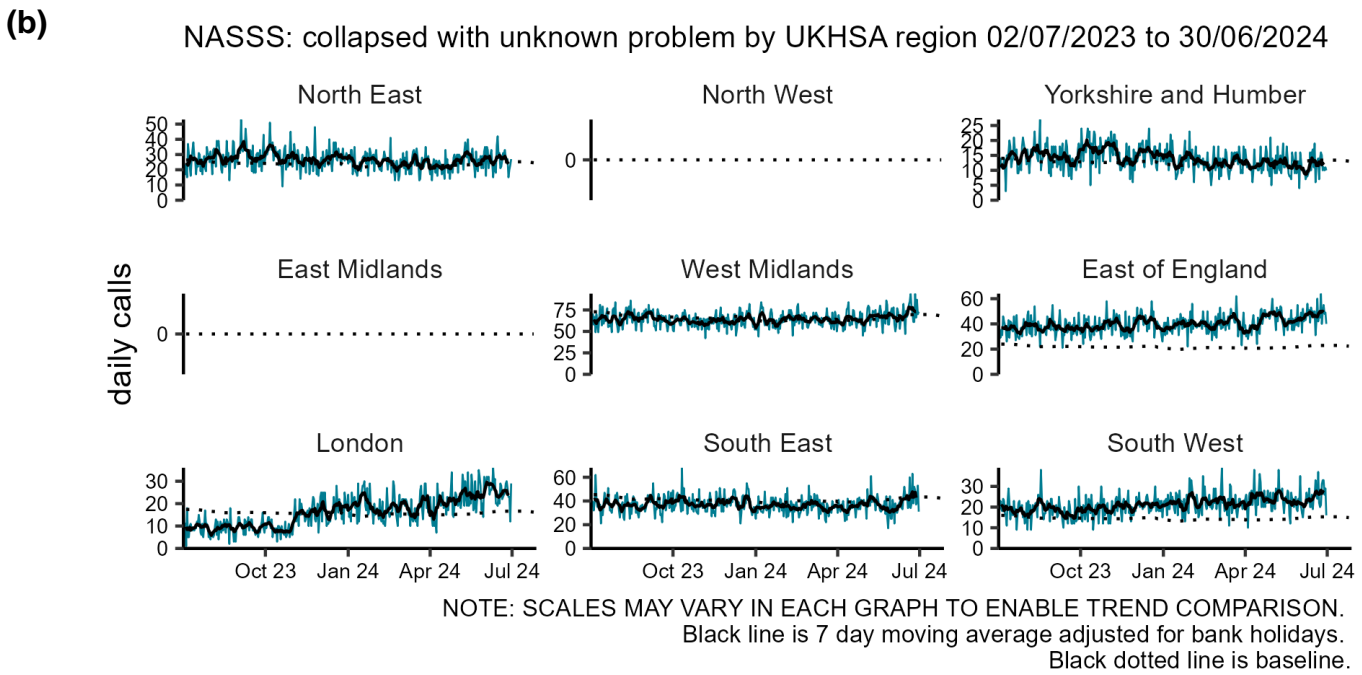 (b)
NASSS: collapsed with unknown problem by UKHSA region 02/07/2023 to 30/06/2024
daily calls
North East
50
40
30
20
10
0
North West
0
Yorkshire and Humber
25
20
15
10
5
0
East Midlands
0
West Midlands
75
50
25
0
East of England
60
40
20
0
London
30
20
10
0
Oct 23 Jan 24 Apr 24 Jul 24
South East
60
40
20
0
Oct 23 Jan 24 Apr 24 Jul 24
South West
30
20
10
0
Oct 23 Jan 24 Apr 24 Jul 24
NOTE: SCALES MAY VARY IN EACH GRAPH TO ENABLE TREND COMPARISON.
Black line is 7 day moving average adjusted for bank holidays.
Black dotted line is baseline.